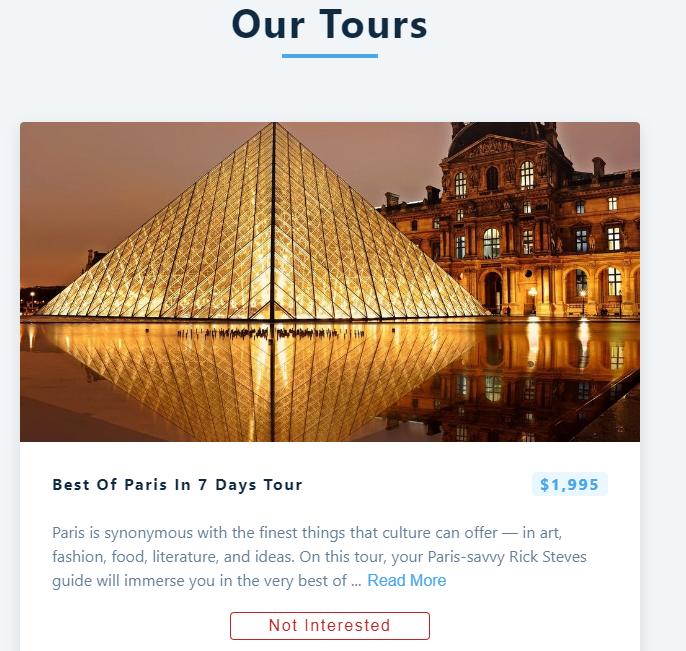 Our Tours
Best Of Paris In 7 Days Tour
$1,995
Paris is synonymous with the finest things that culture can offer — in art,
fashion, food, literature, and ideas. On this tour, your Paris-savvy Rick Steves
guide will immerse you in the very best of ... Read More
Not Interested